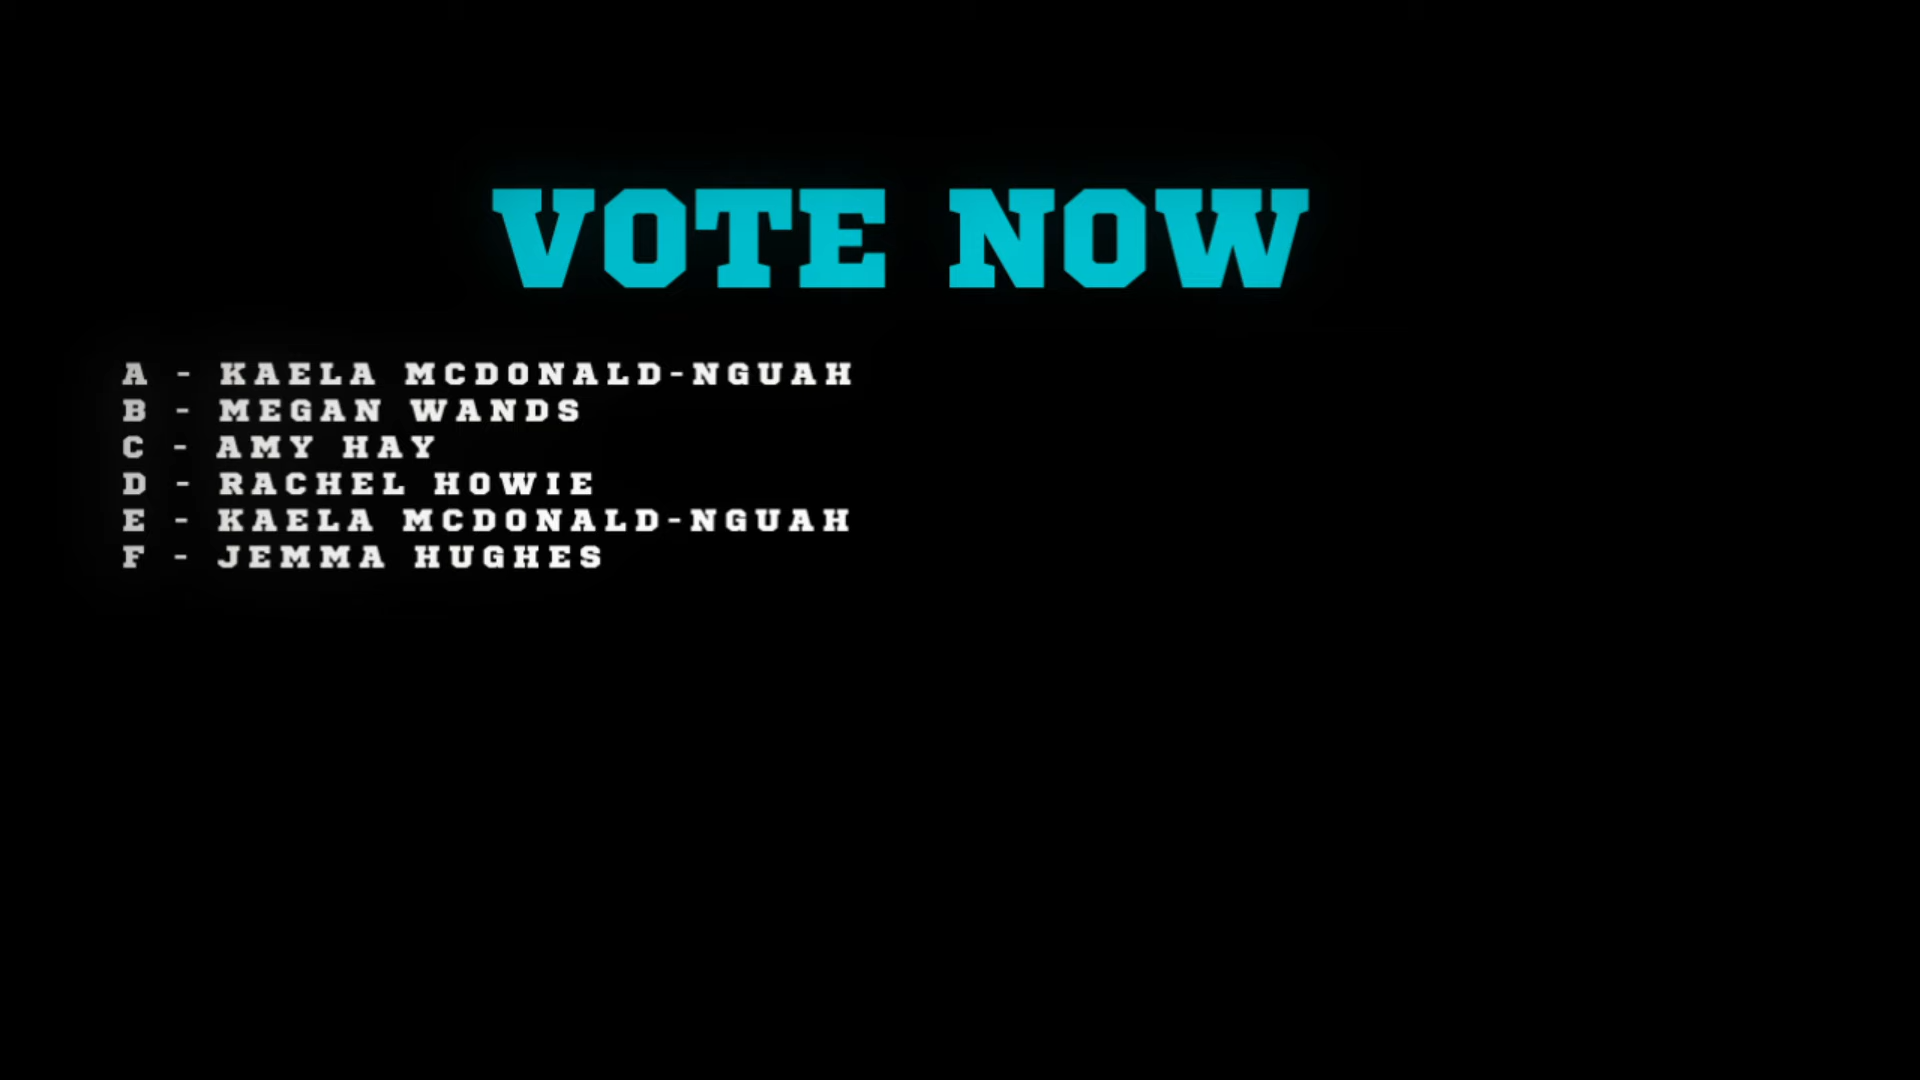 VOTE NOW
A - KAELA MCDONALD-NGUAH
B - MEGAN WANDS
C - AMY HAY
D - RACHEL HOWIE
E - KAELA MCDONALD-NGUAH
F - JEMMA HUGHES